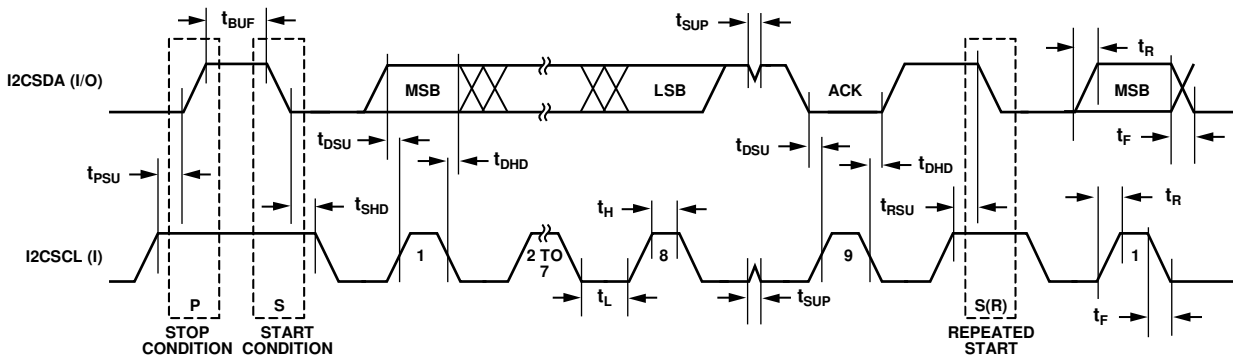 tBUF
tSUP
tR
I2CSDA (I/O)
MSB
LSB
ACK
MSB
tDSU
tDHD
tDSU
tDHD
tF
tPSU
tSHD
tH
tRSU
tR
I2CSCL (I)
1
2 TO
7
8
9
1
P
S
tL
tSUP
S(R)
tF
STOP
CONDITION
START
CONDITION
REPEATED
START